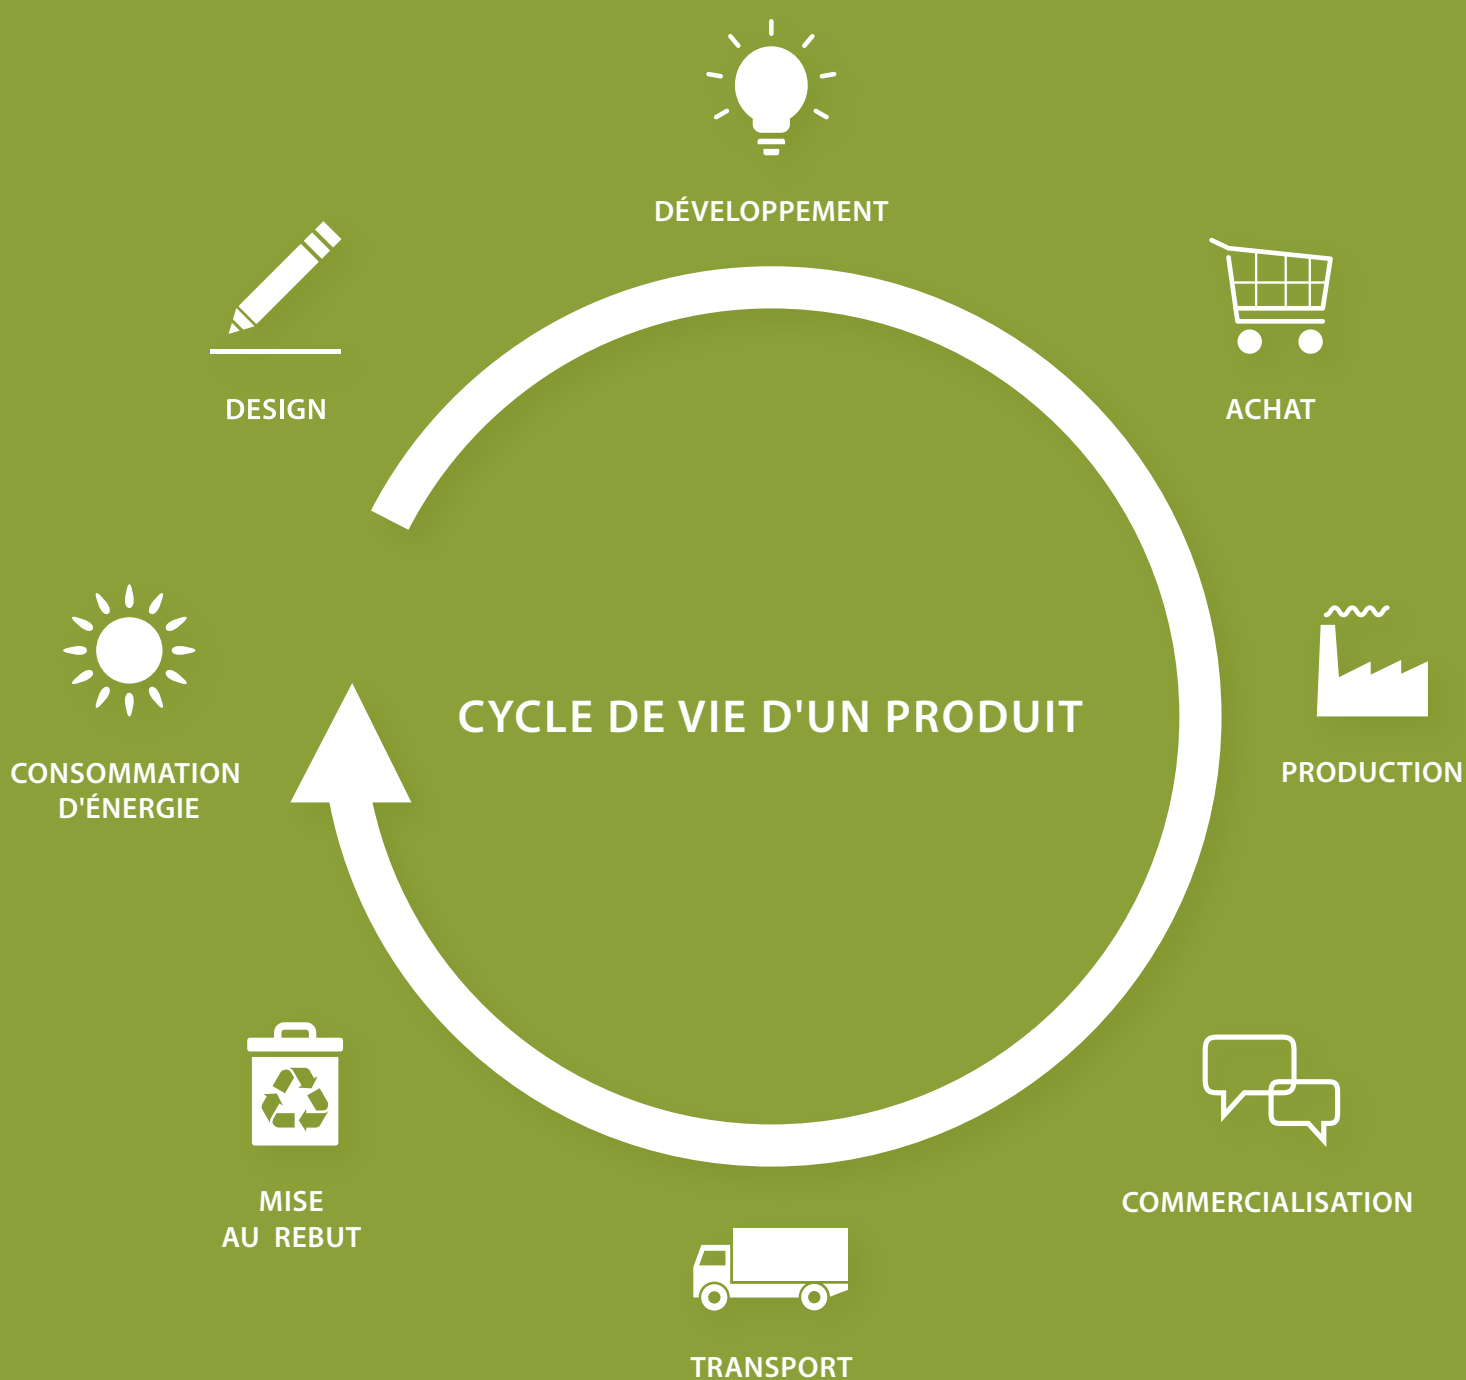 DÉVELOPPEMENT
DESIGN
ACHAT
CYCLE DE VIE D'UN PRODUIT
CONSOMMATION
D'ÉNERGIE
PRODUCTION
MISE
AU REBUT
COMMERCIALISATION
TRANSPORT